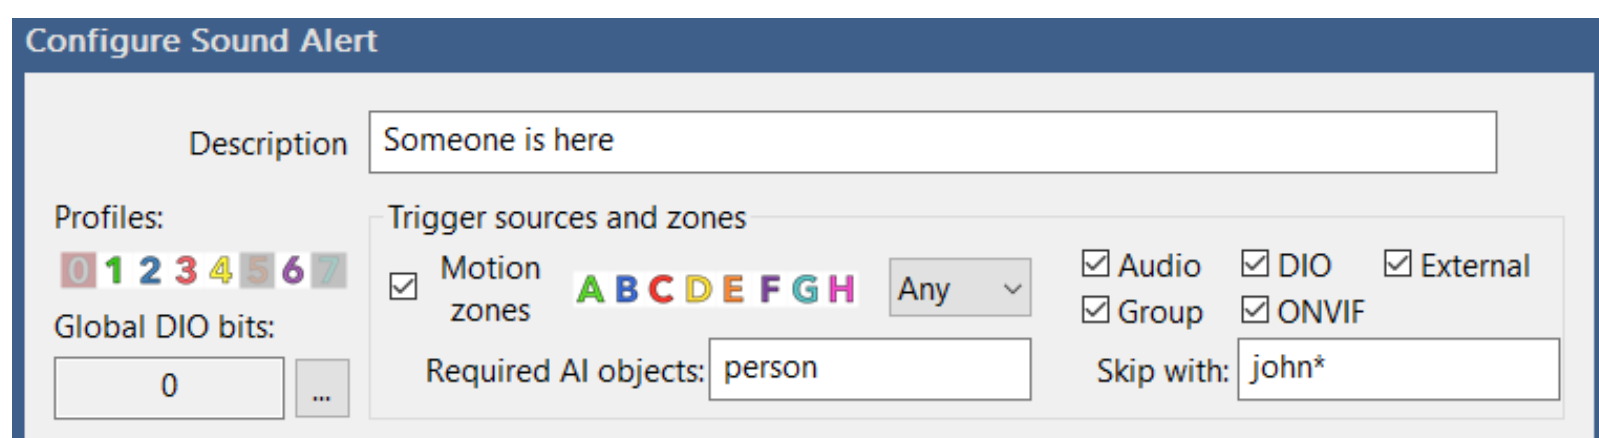 Configure Sound Alert
Description Someone is here
Profiles:
0 1 2 3 4 5 6 7
Global DIO bits:
0 ...
Trigger sources and zones
Motion zones A B C D E F G H Any
Audio DIO External
Group ONVIF
Required AI objects: person Skip with: john*